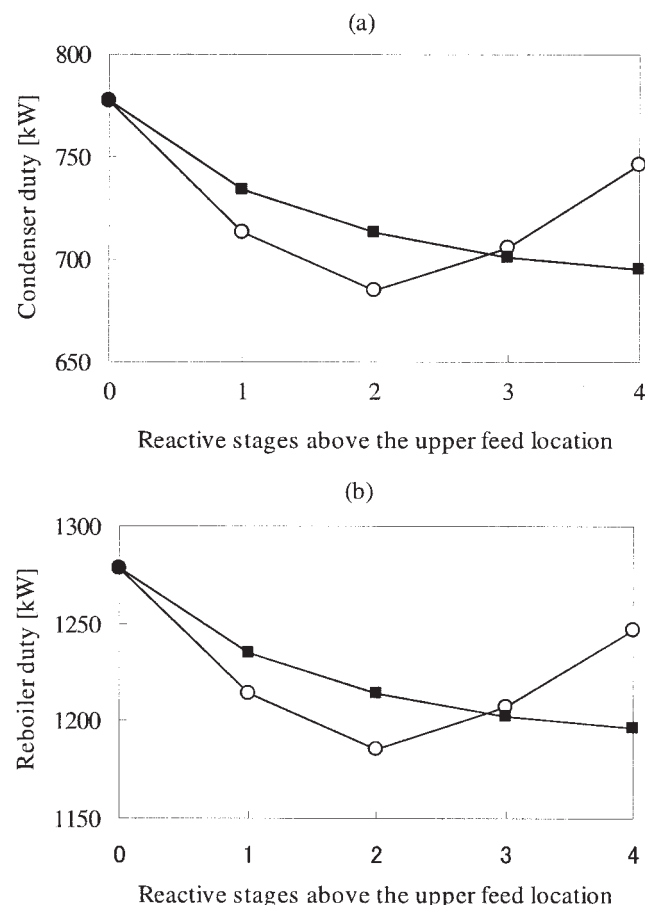 (a)
Condenser duty [kW]
800
750
700
650
0 1 2 3 4
Reactive stages above the upper feed location
(b)
Reboiler duty [kW]
1300
1250
1200
1150
0 1 2 3 4
Reactive stages above the upper feed location